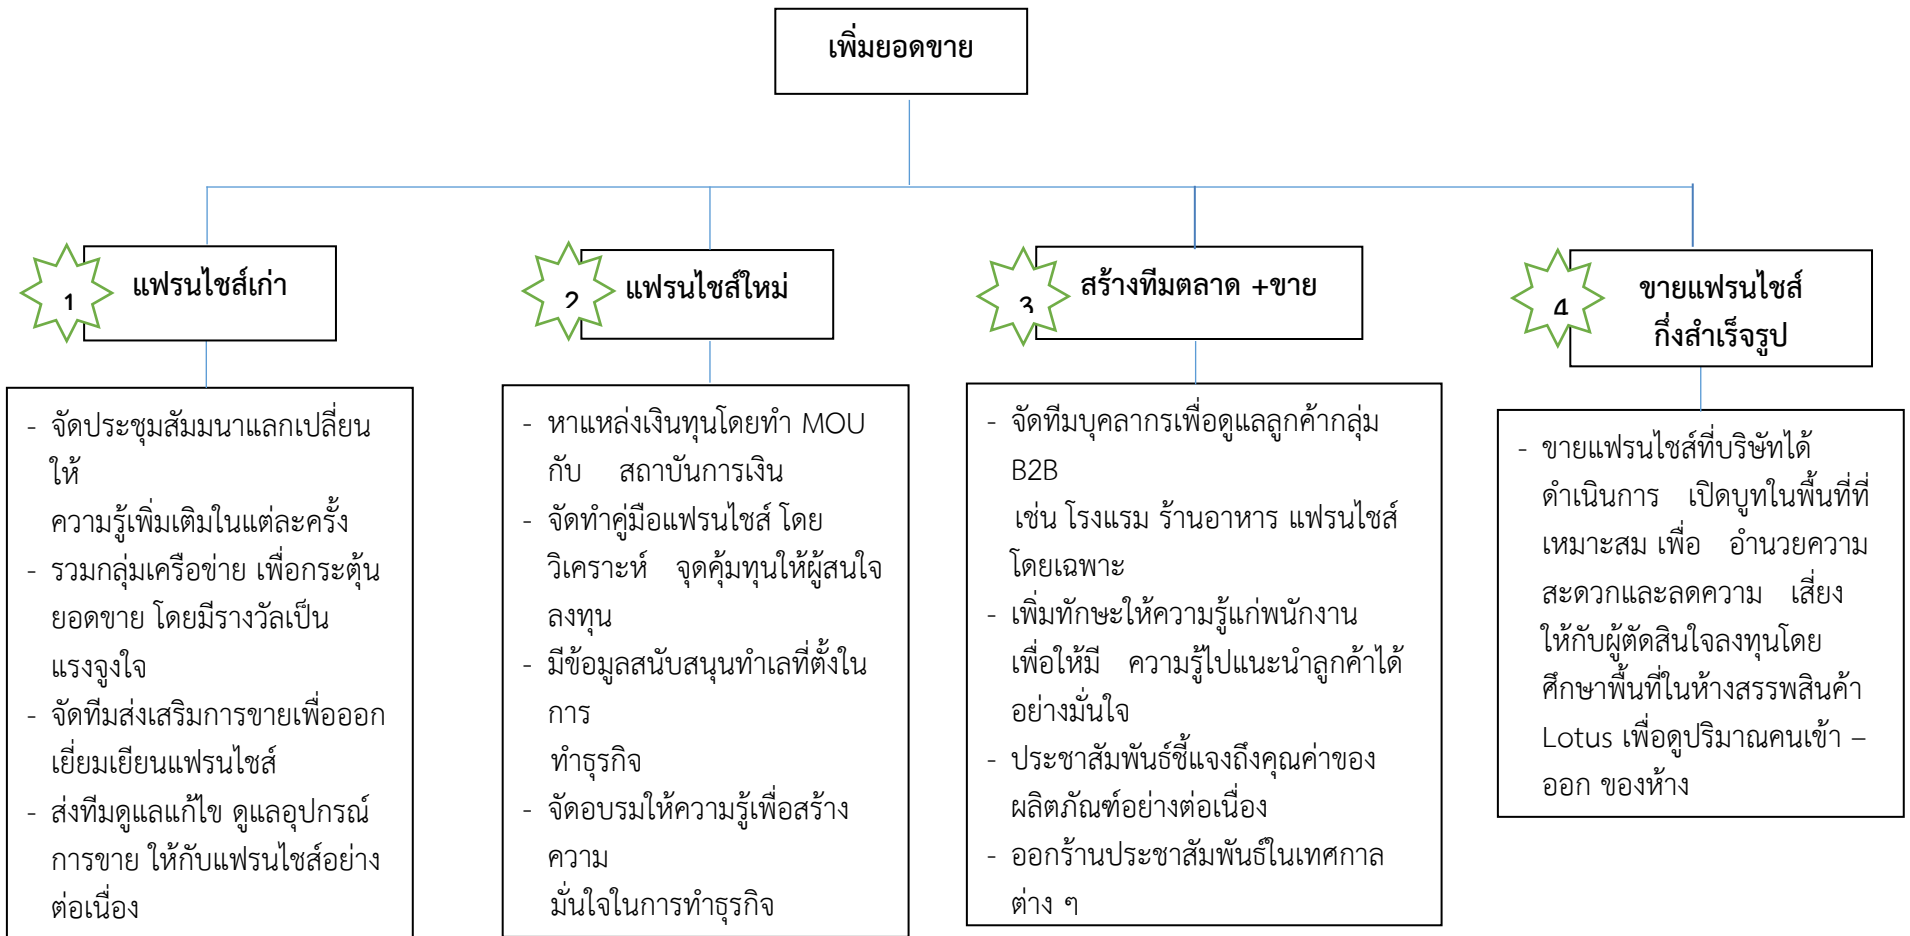 เพิ่มยอดขาย
1
แฟรนไชส์เก่า
- จัดประชุมสัมมนาแลกเปลี่ยน
ให้
ความรู้เพิ่มเติมในแต่ละครั้ง
- รวมกลุ่มเครือข่าย เพื่อกระตุ้น
ยอดขาย โดยมีรางวัลเป็น
แรงจูงใจ
- จัดทีมส่งเสริมการขายเพื่อออก
เยี่ยมเยียนแฟรนไชส์
- ส่งทีมดูแลแก้ไข ดูแลอุปกรณ์
การขาย ให้กับแฟรนไชส์อย่าง
ต่อเนื่อง
2
แฟรนไชส์ใหม่
- หาแหล่งเงินทุนโดยทำ MOU
กับ สถาบันการเงิน
- จัดทำคู่มือแฟรนไชส์ โดย
วิเคราะห์ จุดคุ้มทุนให้ผู้สนใจ
ลงทุน
- มีข้อมูลสนับสนุนทำเลที่ตั้งใน
การ
ทำธุรกิจ
- จัดอบรมให้ความรู้เพื่อสร้าง
ความ
มั่นใจในการทำธุรกิจ
3
สร้างทีมตลาด +ขาย
- จัดทีมบุคลากรเพื่อดูแลลูกค้ากลุ่ม
B2B
เช่น โรงแรม ร้านอาหาร แฟรนไชส์
โดยเฉพาะ
- เพิ่มทักษะให้ความรู้แก่พนักงาน
เพื่อให้มี ความรู้ไปแนะนำลูกค้าได้
อย่างมั่นใจ
- ประชาสัมพันธ์ชี้แจงถึงคุณค่าของ
ผลิตภัณฑ์อย่างต่อเนื่อง
- ออกร้านประชาสัมพันธ์ในเทศกาล
ต่าง ๆ
4
ขายแฟรนไชส์
กึ่งสำเร็จรูป
- ขายแฟรนไชส์ที่บริษัทได้
ดำเนินการ เปิดบูทในพื้นที่ที่
เหมาะสม เพื่อ อำนวยความ
สะดวกและลดความ เสี่ยง
ให้กับผู้ตัดสินใจลงทุนโดย
ศึกษาพื้นที่ในห้างสรรพสินค้า
Lotus เพื่อดูปริมาณคนเข้า –
ออก ของห้าง